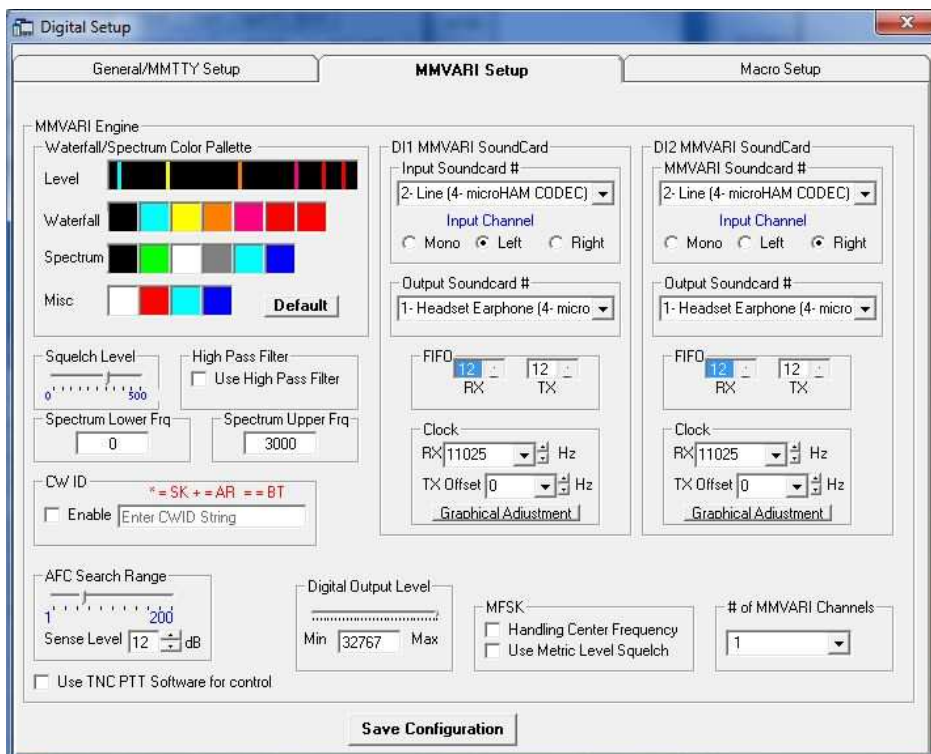 Digital Setup
General/MMTTY Setup
MMVARI Setup
Macro Setup
MMVARI Engine
Waterfall/Spectrum Color Pallette
Level
Waterfall
Spectrum
Misc
Default
Squelch Level
0 500
High Pass Filter
Use High Pass Filter
Spectrum Lower Frq
0
Spectrum Upper Frq
3000
CW ID
* = SK + = AR = = BT
Enable Enter CWID String
DI1 MMVARI SoundCard
Input Soundcard #
2- Line (4- microHAM CODEC)
Input Channel
Mono Left Right
Output Soundcard #
1- Headset Earphone (4- micro
FIFO
12 12
RX TX
Clock
RX 11025 Hz
TX Offset 0 Hz
Graphical Adjustment
DI2 MMVARI SoundCard
MMVARI Soundcard #
2- Line (4- microHAM CODEC)
Input Channel
Mono Left Right
Output Soundcard #
1- Headset Earphone (4- micro
FIFO
12 12
RX TX
Clock
RX 11025 Hz
TX Offset 0 Hz
Graphical Adjustment
AFC Search Range
1 200
Sense Level 12 dB
Digital Output Level
Min 32767 Max
MFSK
Handling Center Frequency
Use Metric Level Squelch
# of MMVARI Channels
1
Use TNC PTT Software for control
Save Configuration